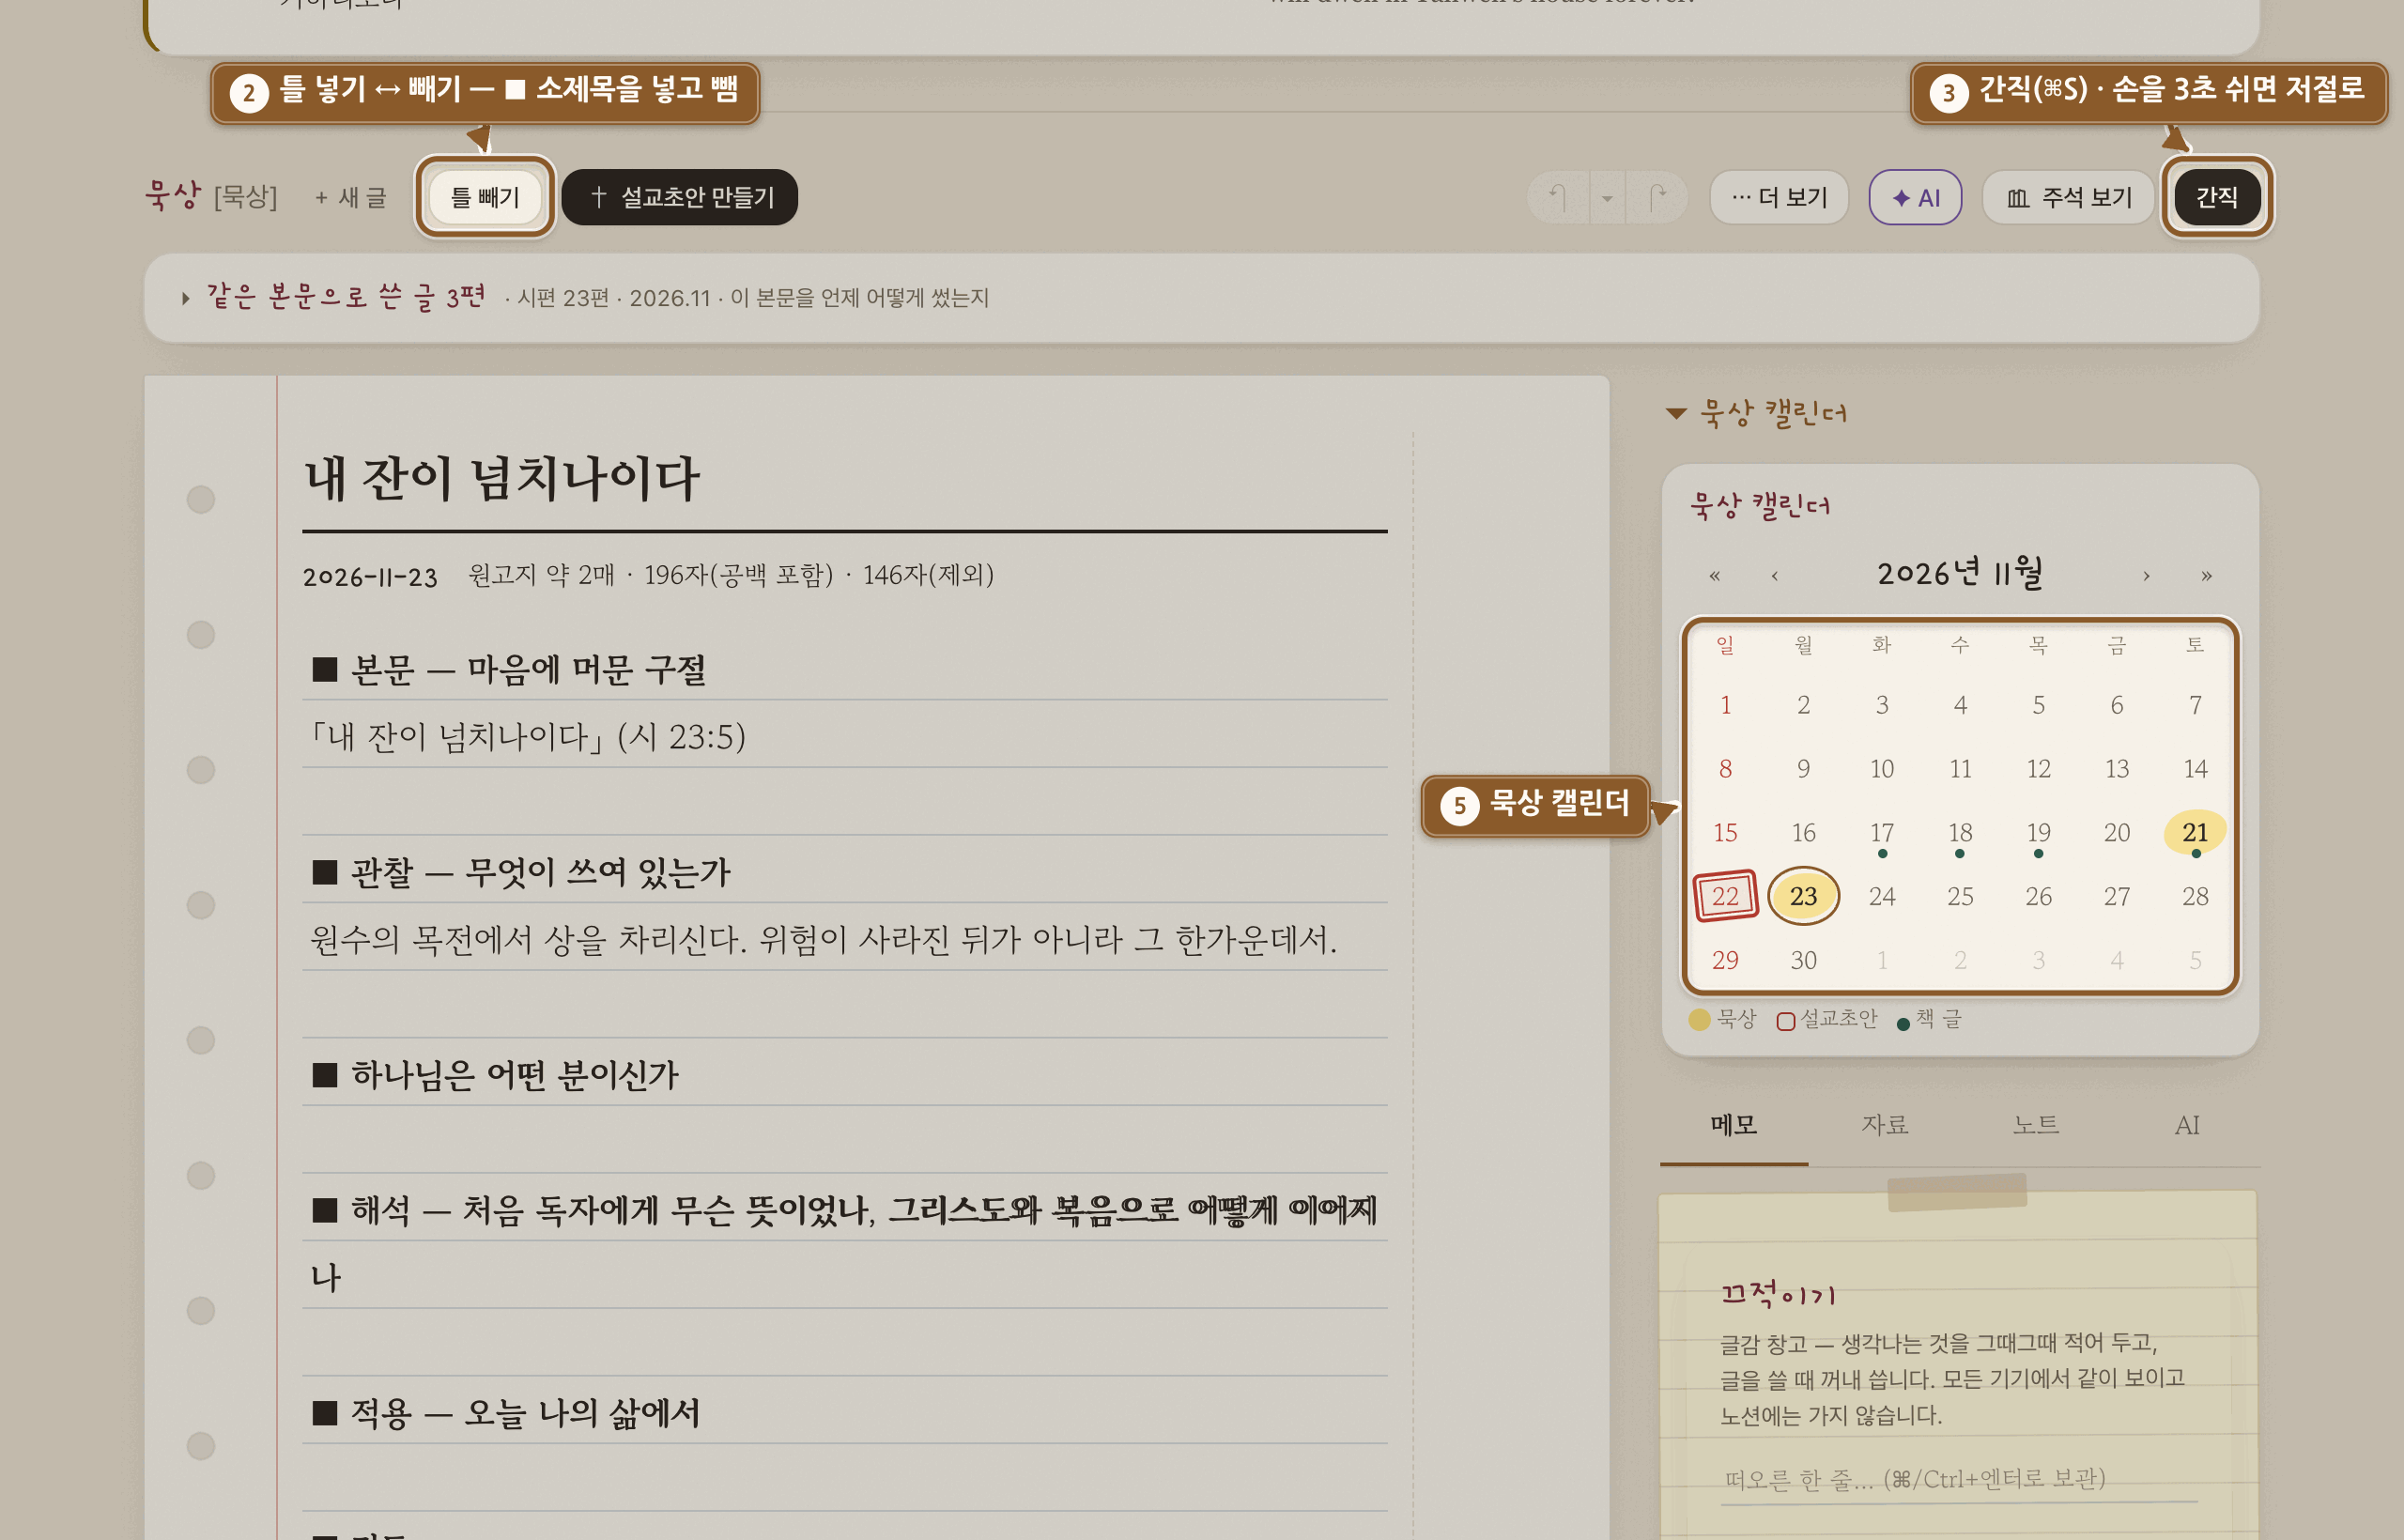 will dwell in Yahweh's house forever.
2 틀 넣기 ↔ 빼기 — ■ 소제목을 넣고 뺌
3 간직(⌘S) · 손을 3초 쉬면 저절로
묵상 [묵상] + 새 글 틀 빼기 설교초안 만들기 ··· 더 보기 AI 주석 보기 간직
같은 본문으로 쓴 글 3편 · 시편 23편 · 2026.11 · 이 본문을 언제 어떻게 썼는지
내 잔이 넘치나이다
2026-11-23 원고지 약 2매 · 196자(공백 포함) · 146자(제외)
■ 본문 — 마음에 머문 구절
「내 잔이 넘치나이다」 (시 23:5)
■ 관찰 — 무엇이 쓰여 있는가
원수의 목전에서 상을 차리신다. 위험이 사라진 뒤가 아니라 그 한가운데서.
■ 하나님은 어떤 분이신가
■ 해석 — 처음 독자에게 무슨 뜻이었나, 그리스도와 복음으로 어떻게 이어지
나
■ 적용 — 오늘 나의 삶에서
5 묵상 캘린더
묵상 캘린더
묵상 캘린더
« ‹ 2026년 11월 › »
일 월 화 수 목 금 토
1 2 3 4 5 6 7
8 9 10 11 12 13 14
15 16 17 18 19 20 21
22 23 24 25 26 27 28
29 30 1 2 3 4 5
묵상 설교초안 책 글
메모 자료 노트 AI
끄적이기
글감 창고 — 생각나는 것을 그때그때 적어 두고,
글을 쓸 때 꺼내 씁니다. 모든 기기에서 같이 보이고
노션에는 가지 않습니다.
떠오른 한 줄... (⌘/Ctrl+엔터로 보관)